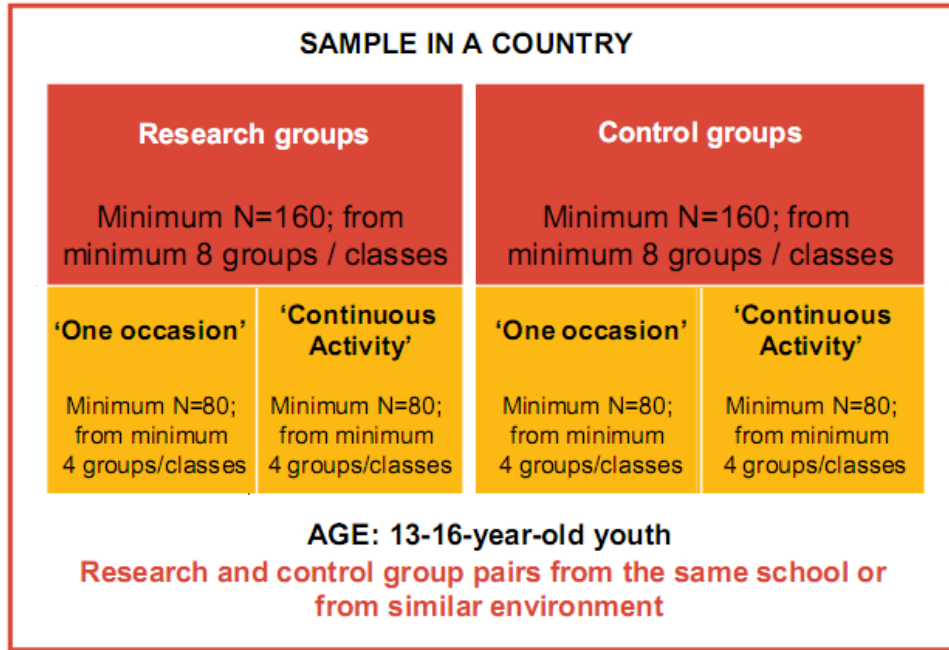 SAMPLE IN A COUNTRY
Research groups
Minimum N=160; from
minimum 8 groups / classes
Control groups
Minimum N=160; from
minimum 8 groups / classes
‘One occasion’
Minimum N=80;
from minimum
4 groups/classes
‘Continuous
Activity’
Minimum N=80;
from minimum
4 groups/classes
‘One occasion’
Minimum N=80;
from minimum
4 groups/classes
‘Continuous
Activity’
Minimum N=80;
from minimum
4 groups/classes
AGE: 13-16-year-old youth
Research and control group pairs from the same school or
from similar environment